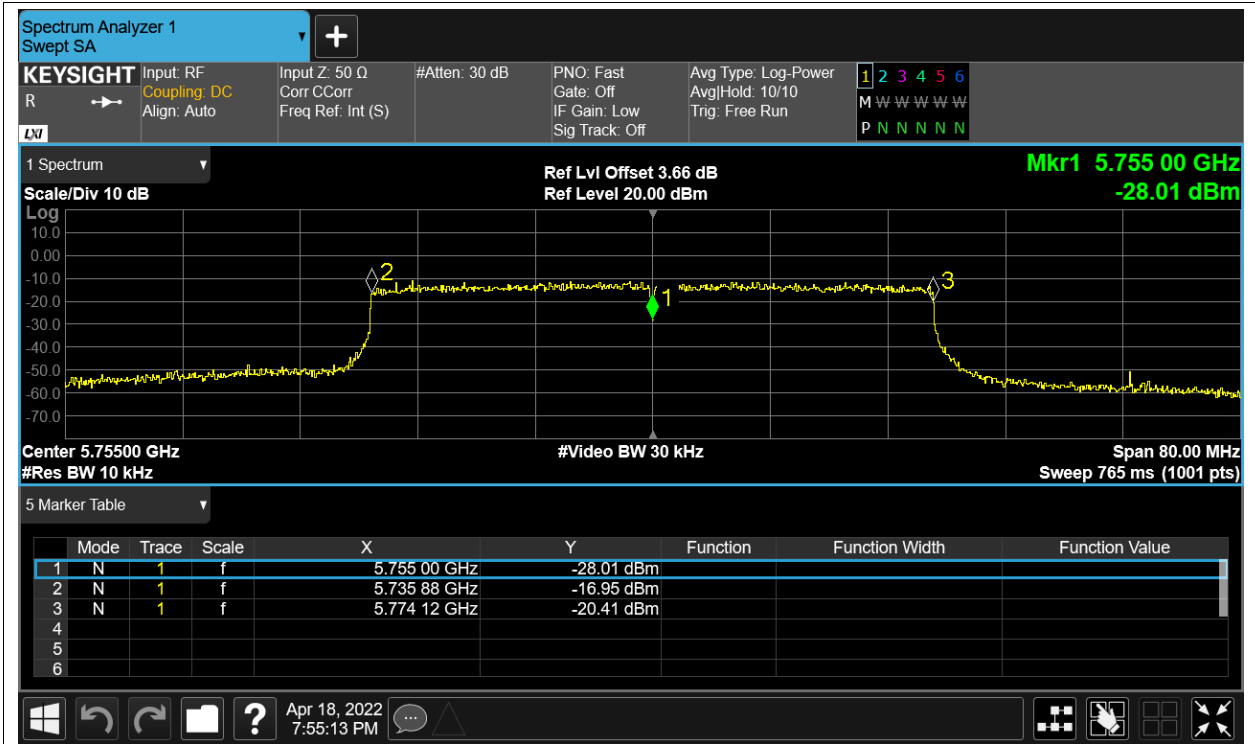 Spectrum Analyzer 1
Swept SA
KEYSIGHT
R
LXI
Input: RF
Coupling: DC
Align: Auto
Input Z: 50 Ω
Corr CCorr
Freq Ref: Int (S)
#Atten: 30 dB
PNO: Fast
Gate: Off
IF Gain: Low
Sig Track: Off
Avg Type: Log-Power
Avg|Hold: 10/10
Trig: Free Run
1 2 3 4 5 6
M W W W W W
P N N N N N
1 Spectrum
Scale/Div 10 dB
Ref Lvl Offset 3.66 dB
Ref Level 20.00 dBm
Mkr1 5.755 00 GHz
-28.01 dBm
Log
10.0
0.00
-10.0
-20.0
-30.0
-40.0
-50.0
-60.0
-70.0
2
1
3
Center 5.75500 GHz
#Res BW 10 kHz
#Video BW 30 kHz
Span 80.00 MHz
Sweep 765 ms (1001 pts)
5 Marker Table
Mode Trace Scale X Y Function Function Width Function Value
1 N 1 f 5.755 00 GHz -28.01 dBm
2 N 1 f 5.735 88 GHz -16.95 dBm
3 N 1 f 5.774 12 GHz -20.41 dBm
4
5
6
?
Apr 18, 2022
7:55:13 PM